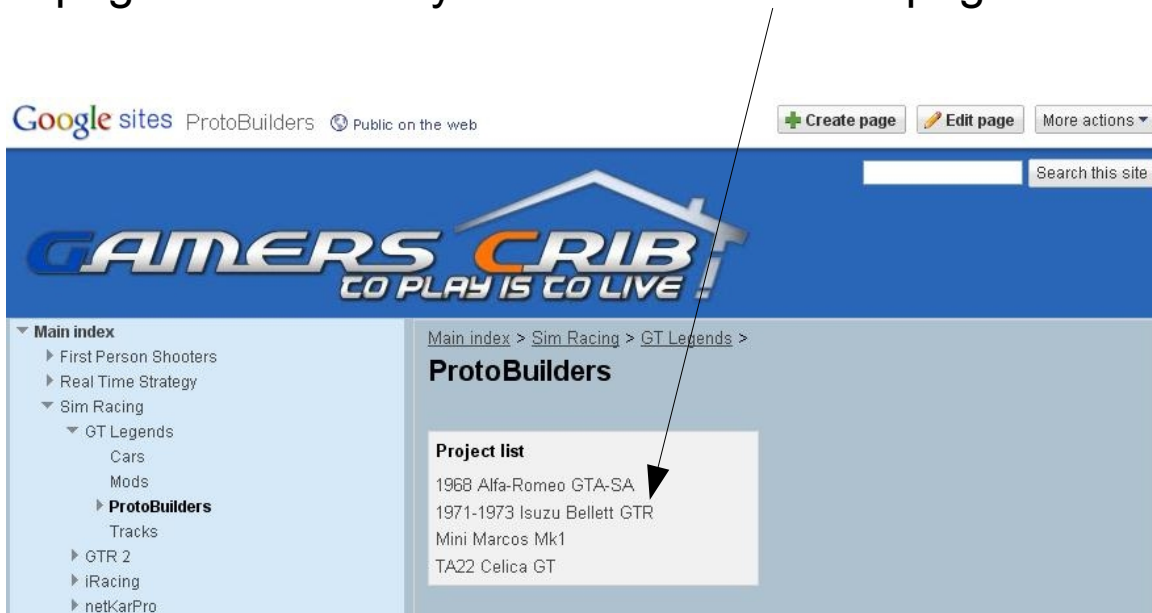 Google sites ProtoBuilders Public on the web
Create page Edit page More actions
Search this site
GAMERS CRIB
TO PLAY IS TO LIVE !
Main index
First Person Shooters
Real Time Strategy
Sim Racing
GT Legends
Cars
Mods
ProtoBuilders
Tracks
GTR 2
iRacing
netKarPro
Main index > Sim Racing > GT Legends >
ProtoBuilders
Project list
1968 Alfa-Romeo GTA-SA
1971-1973 Isuzu Bellett GTR
Mini Marcos Mk1
TA22 Celica GT